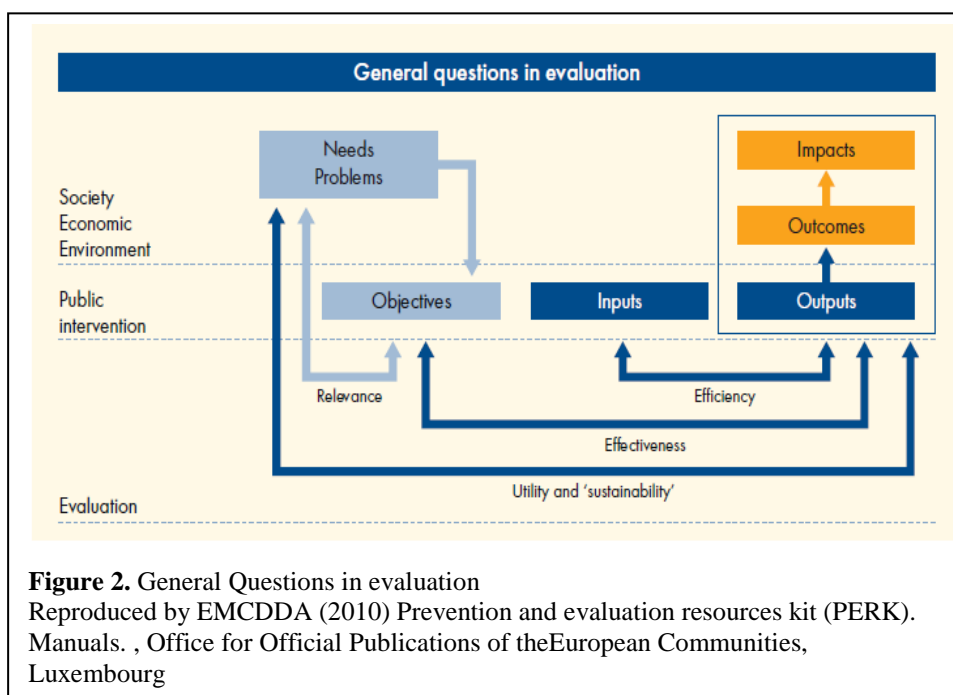 General questions in evaluation
Needs
Problems
Impacts
Society
Economic
Environment
Outcomes
Public
intervention
Objectives
Inputs
Outputs
Relevance
Efficiency
Effectiveness
Utility and ‘sustainability’
Evaluation
Figure 2. General Questions in evaluation
Reproduced by EMCDDA (2010) Prevention and evaluation resources kit (PERK).
Manuals. , Office for Official Publications of theEuropean Communities,
Luxembourg